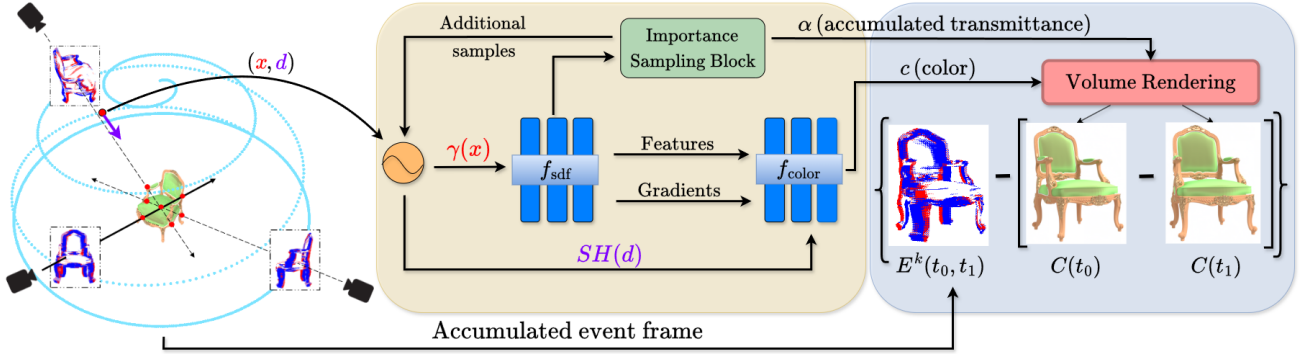 (x, d)
Additional
samples
Importance
Sampling Block
α (accumulated transmittance)
c (color)
Volume Rendering
γ(x)
f_sdf
Features
Gradients
f_color
SH(d)
E^k(t_0, t_1)
C(t_0)
C(t_1)
Accumulated event frame